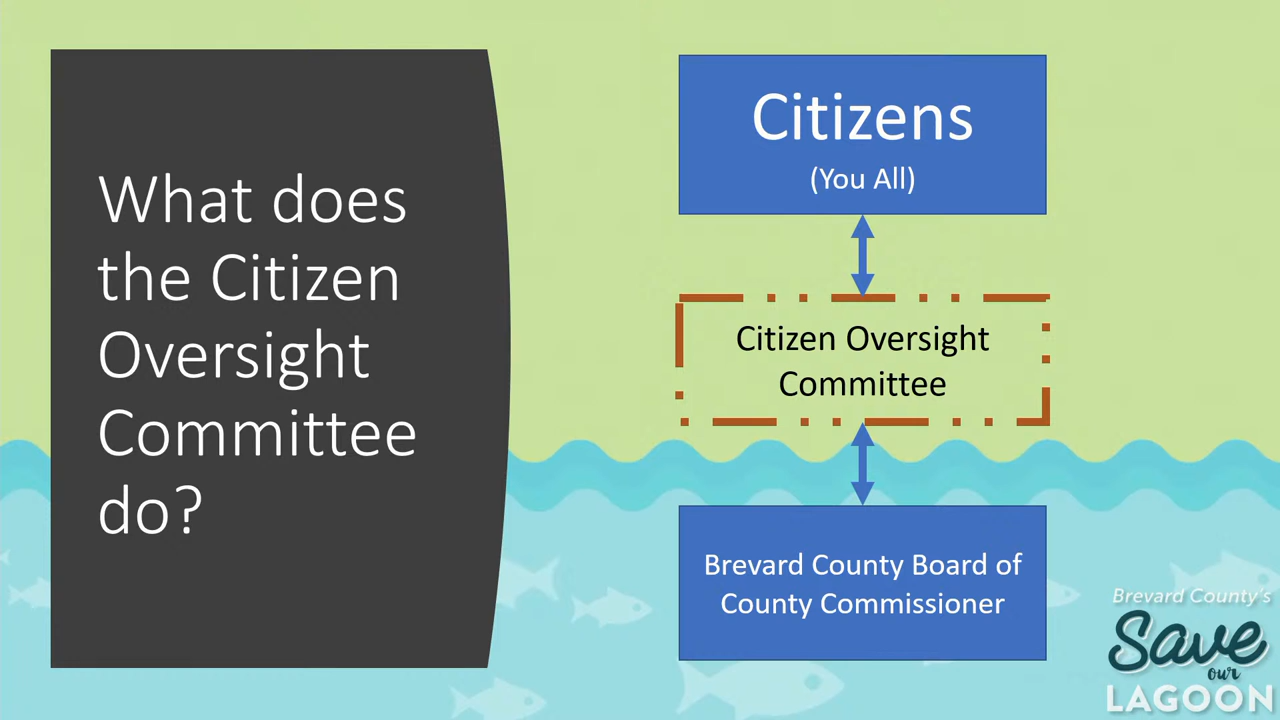 What does
the Citizen
Oversight
Committee
do?
Citizens
(You All)
Citizen Oversight
Committee
Brevard County Board of
County Commissioner
Brevard County's
Save
our
LAGOON